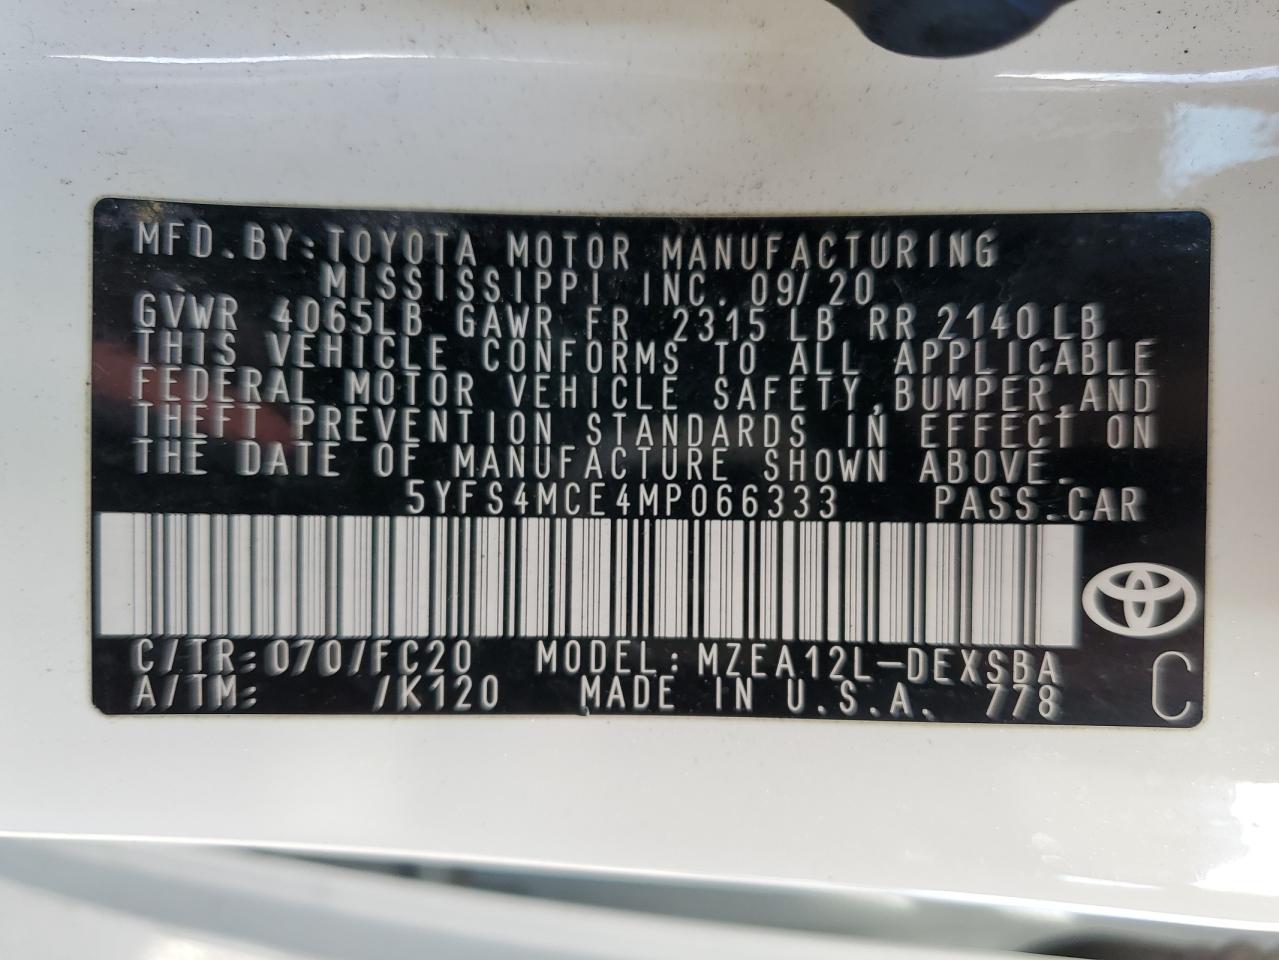 MFD.BY:TOYOTA MOTOR MANUFACTURING
MISSISSIPPI INC. 09/20
GVWR 4065LB GAWR FR 2315 LB RR 2140 LB
THIS VEHICLE CONFORMS TO ALL APPLICABLE
FEDERAL MOTOR VEHICLE SAFETY,BUMPER,AND
THEFT PREVENTION STANDARDS IN EFFECT ON
THE DATE OF MANUFACTURE SHOWN ABOVE.
5YFS4MCE4MP066333 PASS.CAR
C/TR:070/FC20 MODEL:MZEA12L-DEXSBA
A/TM: /K120 MADE IN U.S.A. 778 C